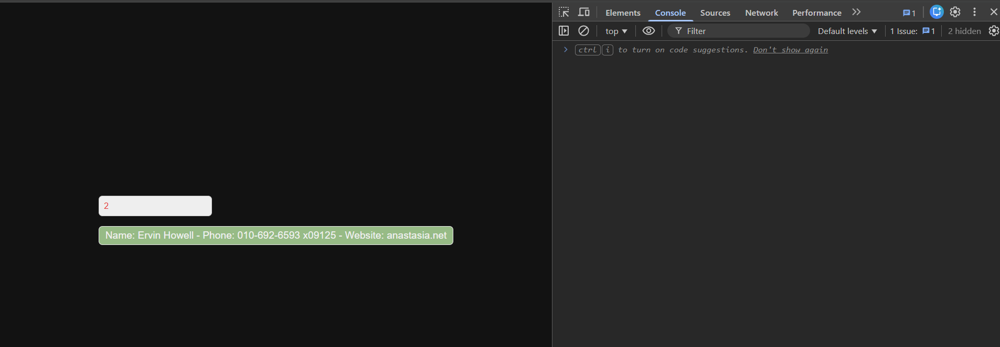 Elements Console Sources Network Performance 1
top Filter Default levels 1 Issue: 1 2 hidden
ctrl i to turn on code suggestions. Don't show again
2
Name: Ervin Howell - Phone: 010-692-6593 x09125 - Website: anastasia.net